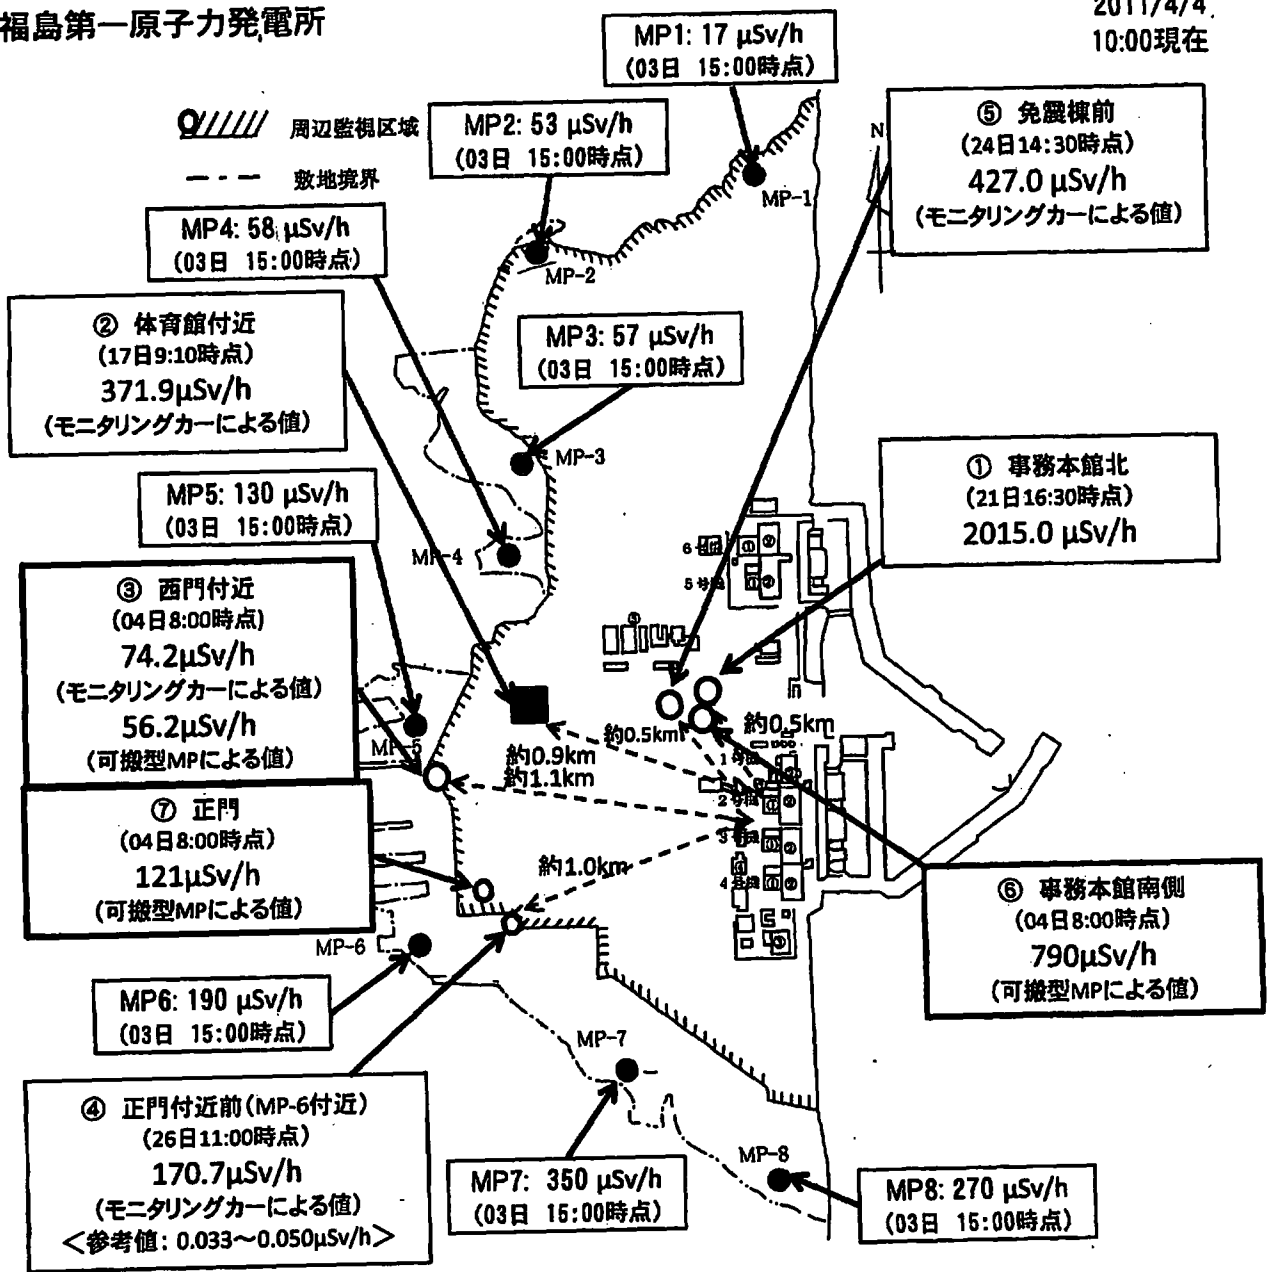 福島第一原子力発電所
2011/4/4
10:00現在
周辺監視区域
敷地境界
N
MP1: 17 μSv/h
(03日 15:00時点)
MP2: 53 μSv/h
(03日 15:00時点)
⑤ 免震棟前
(24日14:30時点)
427.0 μSv/h
(モニタリングカーによる値)
MP-1
MP4: 58 μSv/h
(03日 15:00時点)
MP-2
② 体育館付近
(17日9:10時点)
371.9μSv/h
(モニタリングカーによる値)
MP3: 57 μSv/h
(03日 15:00時点)
MP-3
① 事務本館北
(21日16:30時点)
2015.0 μSv/h
MP5: 130 μSv/h
(03日 15:00時点)
MP-4
③ 西門付近
(04日8:00時点)
74.2μSv/h
(モニタリングカーによる値)
56.2μSv/h
(可搬型MPによる値)
6号機
① ②
5号機
① ②
MP-5
約0.5km
約0.5km
約0.9km
約1.1km
1号機
2号機
① ②
3号機
① ②
4号機
① ②
約1.0km
⑦ 正門
(04日8:00時点)
121μSv/h
(可搬型MPによる値)
⑥ 事務本館南側
(04日8:00時点)
790μSv/h
(可搬型MPによる値)
MP-6
MP6: 190 μSv/h
(03日 15:00時点)
MP-7
④ 正門付近前(MP-6付近)
(26日11:00時点)
170.7μSv/h
(モニタリングカーによる値)
<参考値: 0.033～0.050μSv/h>
MP7: 350 μSv/h
(03日 15:00時点)
MP-8
MP8: 270 μSv/h
(03日 15:00時点)